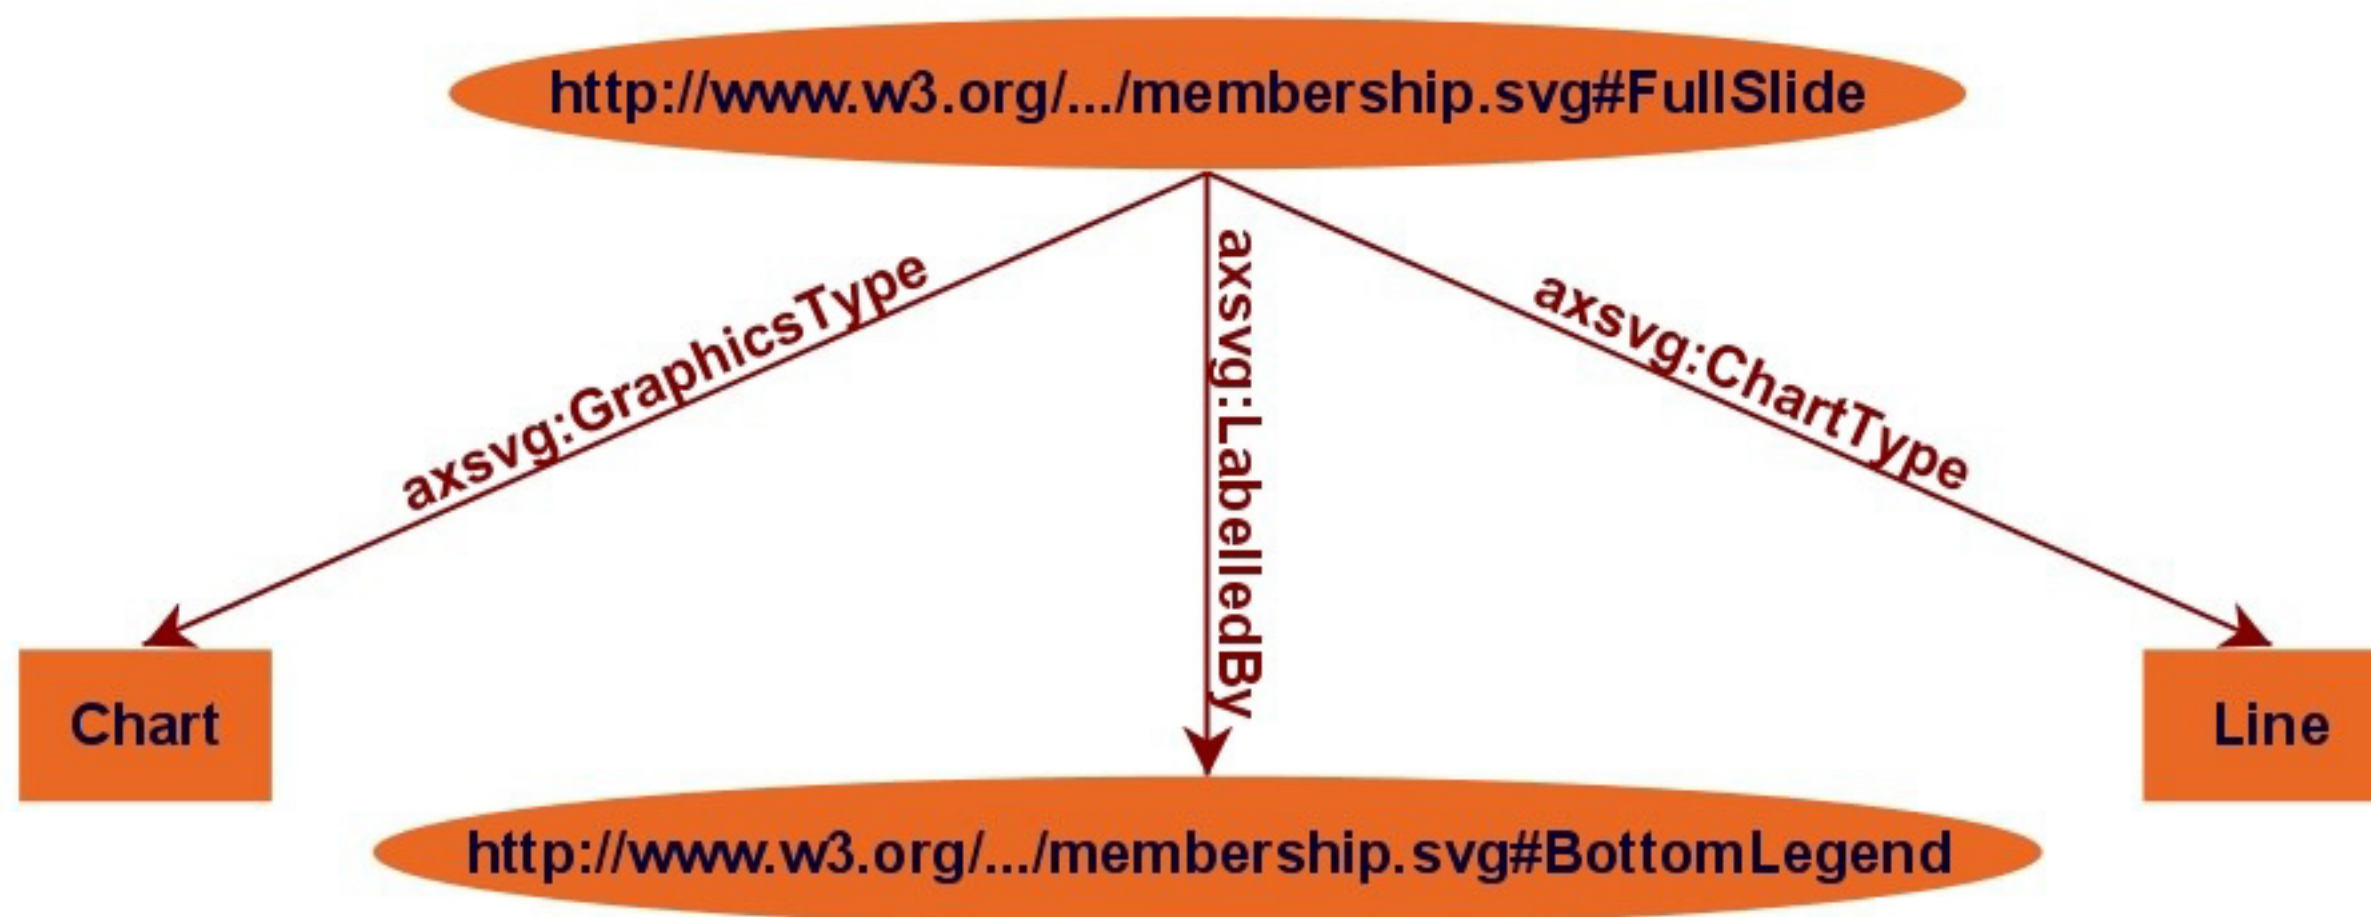 http://www.w3.org/.../membership.svg#FullSlide
axsvg:GraphicsType
axsvg:LabelledBy
axsvg:ChartType
Chart
Line
http://www.w3.org/.../membership.svg#BottomLegend